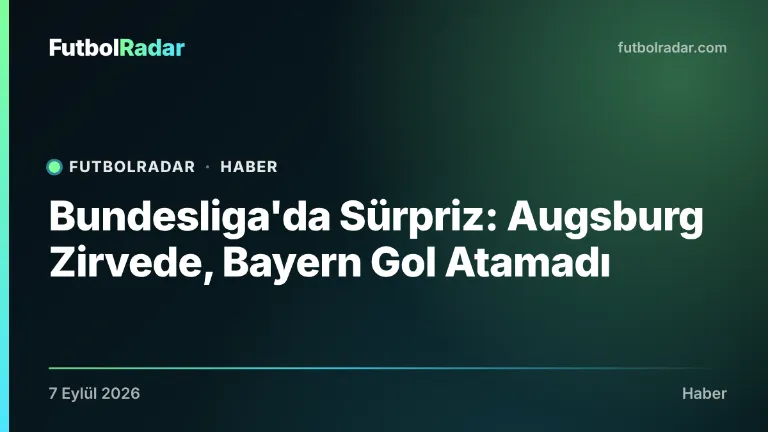 FutbolRadar
futbolradar.com
FUTBOLRADAR · HABER
Bundesliga'da Sürpriz: Augsburg
Zirvede, Bayern Gol Atamadı
7 Eylül 2026
Haber